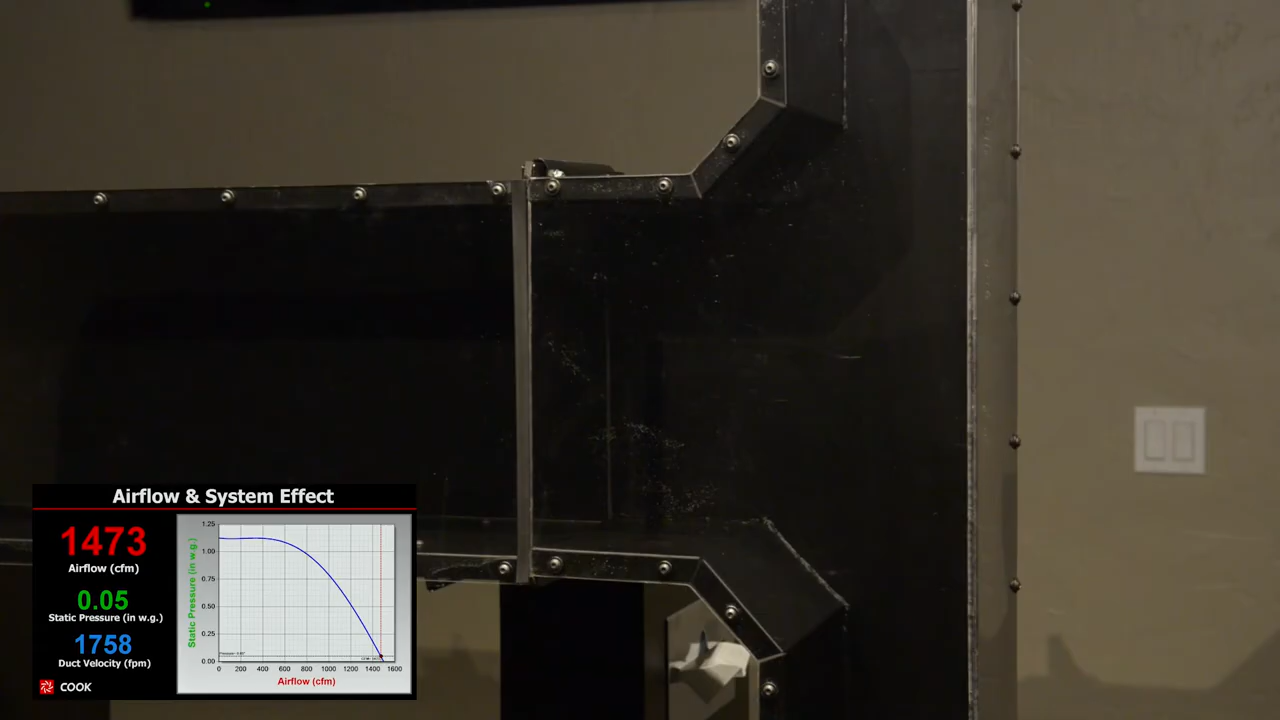 Airflow & System Effect
1473
Airflow (cfm)
0.05
Static Pressure (in w.g.)
1758
Duct Velocity (fpm)
COOK
Static Pressure (in w.g.)
1.25
1.00
0.75
0.50
0.25
0.00
0 200 400 600 800 1000 1200 1400 1600
Airflow (cfm)